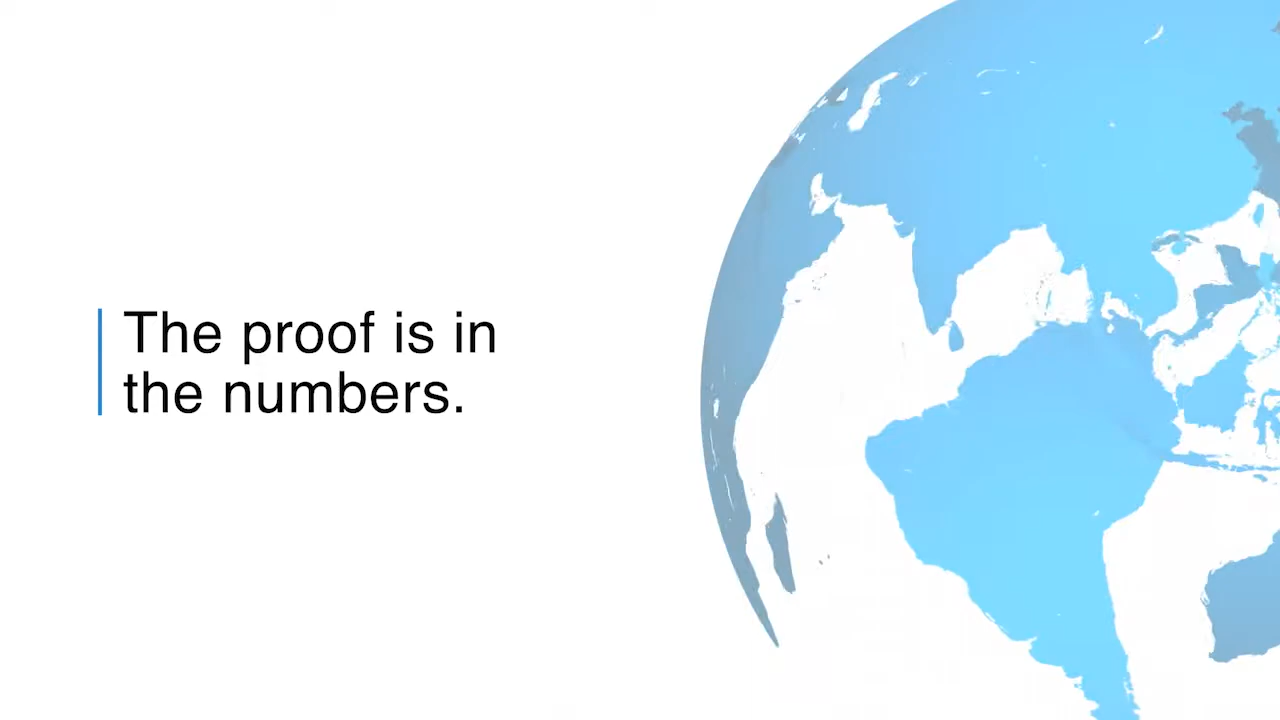 The proof is in
the numbers.